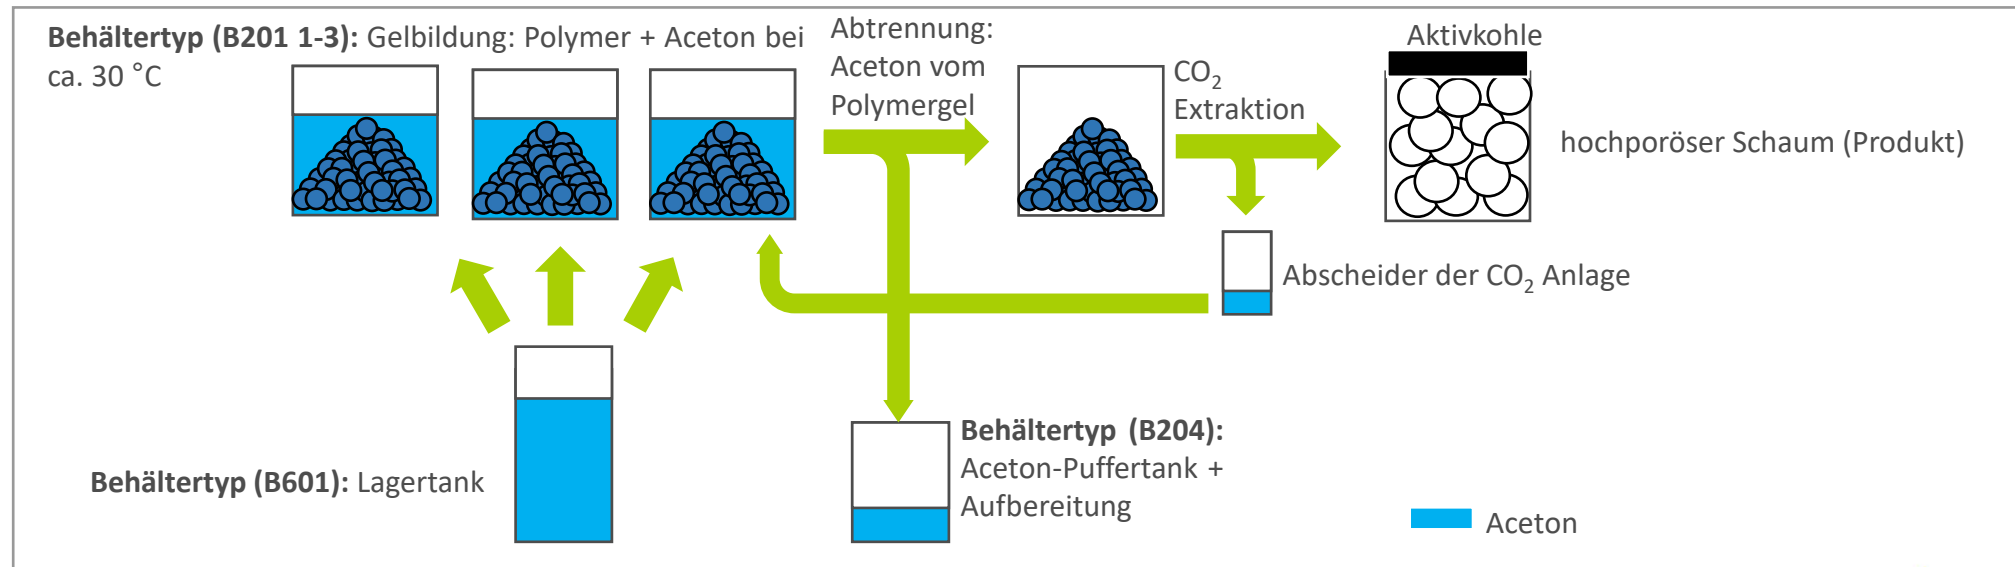 Behältertyp (B201 1-3): Gelbildung: Polymer + Aceton bei
ca. 30 °C
Abtrennung:
Aceton vom
Polymergel
CO₂
Extraktion
Aktivkohle
hochporöser Schaum (Produkt)
Abscheider der CO₂ Anlage
Behältertyp (B601): Lagertank
Behältertyp (B204):
Aceton-Puffertank +
Aufbereitung
Aceton